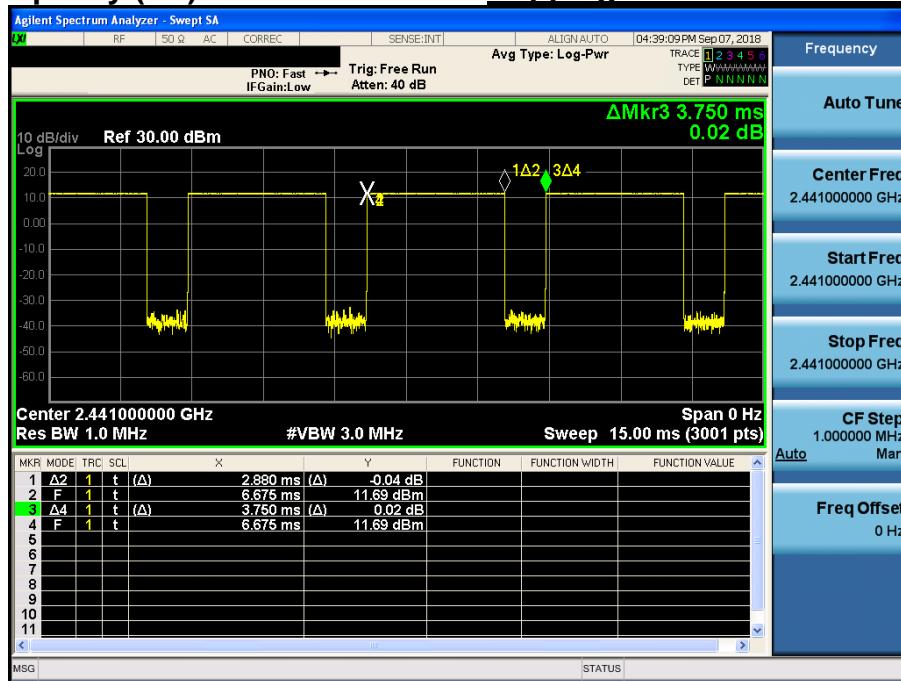 Agilent Spectrum Analyzer - Swept SA
LXI RF 50 Ω AC CORREC SENSE:INT ALIGN AUTO 04:39:09 PM Sep 07, 2018
Avg Type: Log-Pwr TRACE 1 2 3 4 5 6
PNO: Fast Trig: Free Run TYPE WWWWWW
IFGain:Low Atten: 40 dB DET P N N N N N
ΔMkr3 3.750 ms
0.02 dB
10 dB/div Ref 30.00 dBm
Log
20.0
10.0
0.00
-10.0
-20.0
-30.0
-40.0
-50.0
-60.0
1Δ2 3Δ4
Center 2.441000000 GHz Span 0 Hz
Res BW 1.0 MHz #VBW 3.0 MHz Sweep 15.00 ms (3001 pts)
MKR MODE TRC SCL X Y FUNCTION FUNCTION WIDTH FUNCTION VALUE
1 Δ2 1 t (Δ) 2.880 ms (Δ) -0.04 dB
2 F 1 t 6.675 ms 11.69 dBm
3 Δ4 1 t (Δ) 3.750 ms (Δ) 0.02 dB
4 F 1 t 6.675 ms 11.69 dBm
5
6
7
8
9
10
11
MSG STATUS
Frequency
Auto Tune
Center Freq
2.441000000 GHz
Start Freq
2.441000000 GHz
Stop Freq
2.441000000 GHz
CF Step
1.000000 MHz
Auto Man
Freq Offset
0 Hz